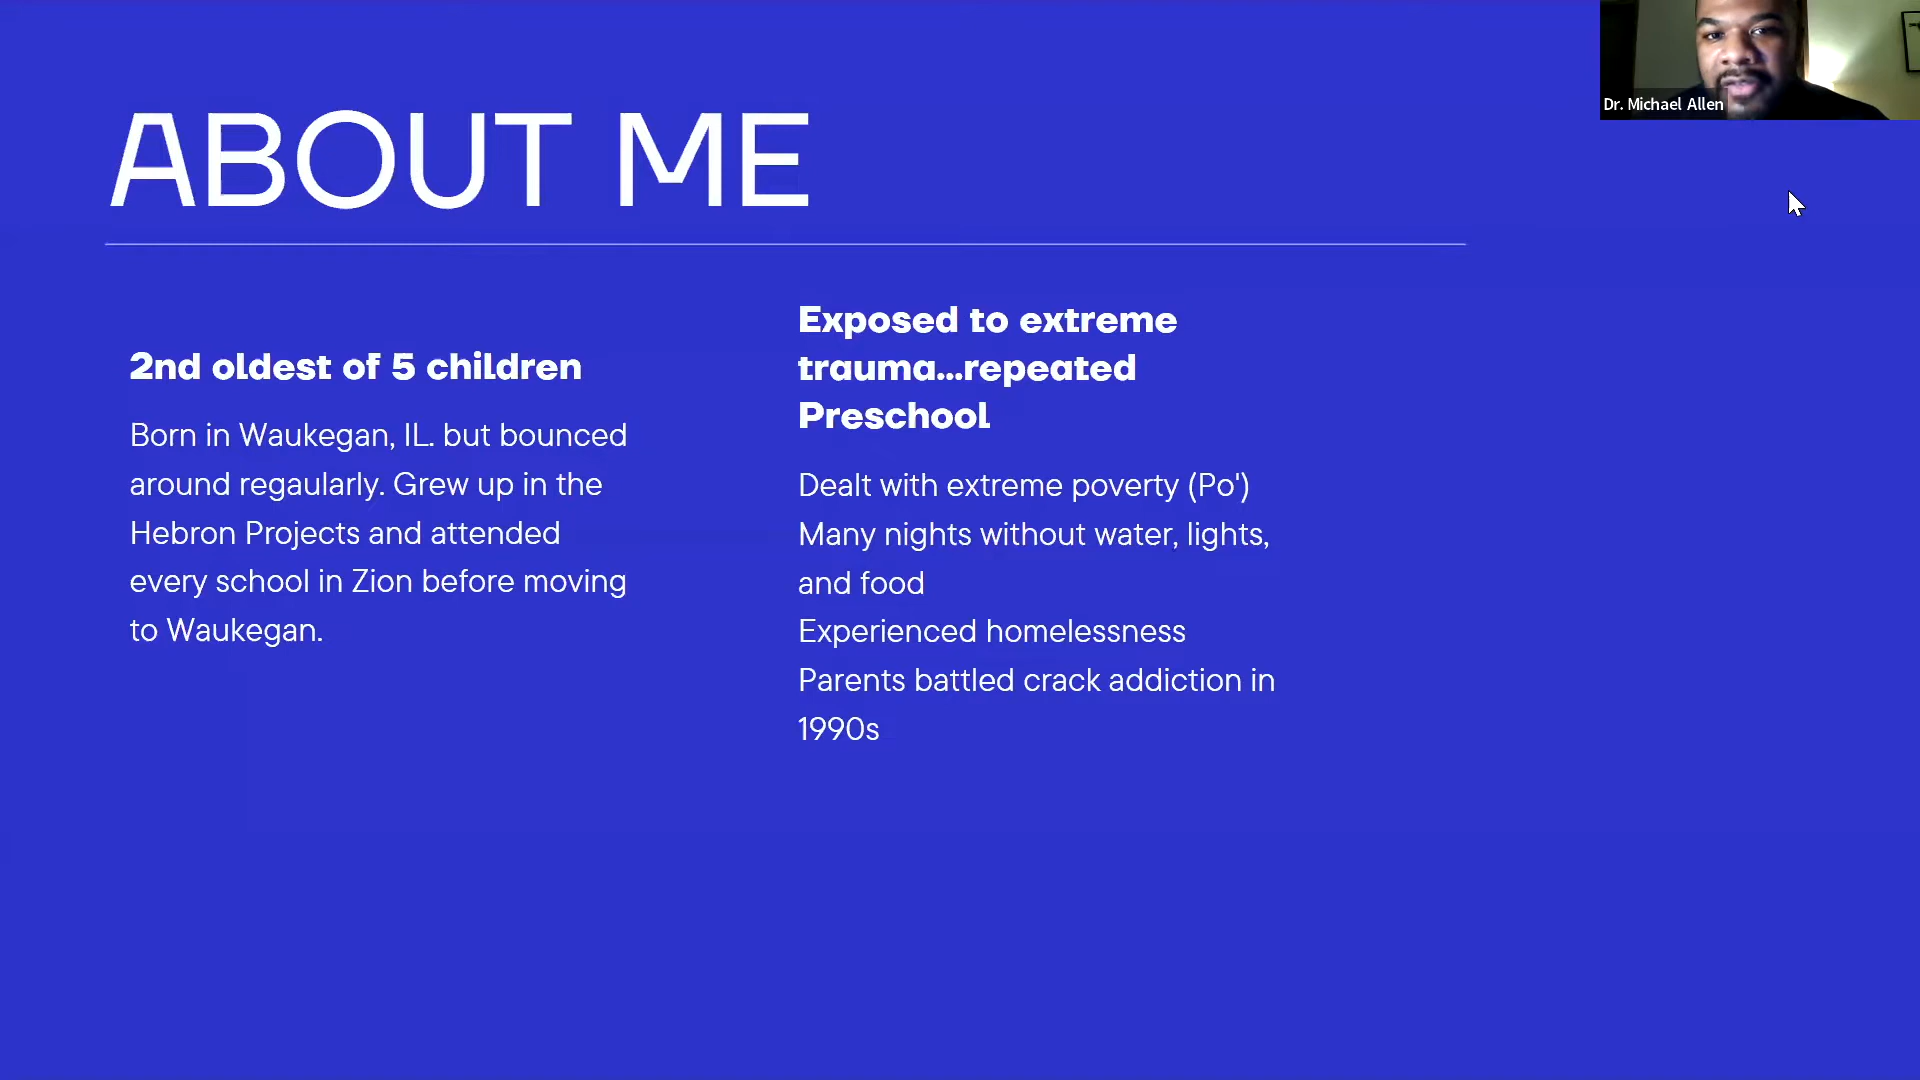 ABOUT ME
Dr. Michael Allen
2nd oldest of 5 children
Born in Waukegan, IL. but bounced
around regaularly. Grew up in the
Hebron Projects and attended
every school in Zion before moving
to Waukegan.
Exposed to extreme
trauma...repeated
Preschool
Dealt with extreme poverty (Po')
Many nights without water, lights,
and food
Experienced homelessness
Parents battled crack addiction in
1990s